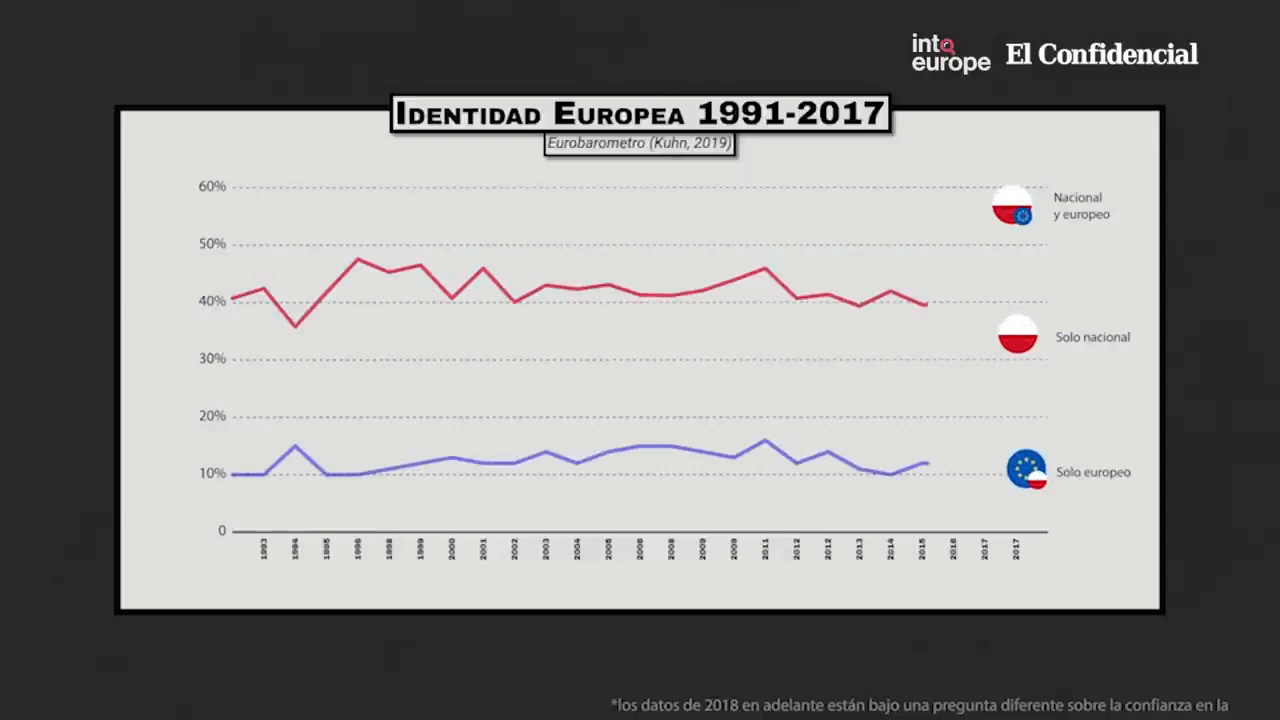 into
europe
El Confidencial
IDENTIDAD EUROPEA 1991-2017
Eurobarometro (Kuhn, 2019)
60%
Nacional
y europeo
50%
40%
Solo nacional
30%
20%
10%
Solo europeo
0
1993 1994 1995 1996 1998 1999 2000 2001 2002 2003 2004 2005 2006 2008 2009 2009 2011 2012 2012 2013 2014 2015 2016 2017 2017
*los datos de 2018 en adelante están bajo una pregunta diferente sobre la confianza en la